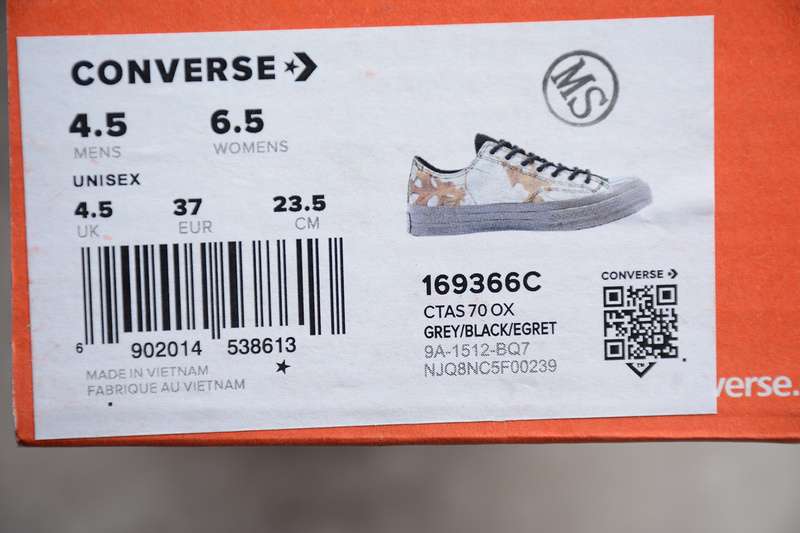 CONVERSE
MS
4.5 6.5
MENS WOMENS
UNISEX
4.5 37 23.5
UK EUR CM
6 902014 538613
MADE IN VIETNAM
FABRIQUE AU VIETNAM
169366C
CTAS 70 OX
GREY/BLACK/EGRET
9A-1512-BQ7
NJQ8NC5F00239
CONVERSE
TM
verse.